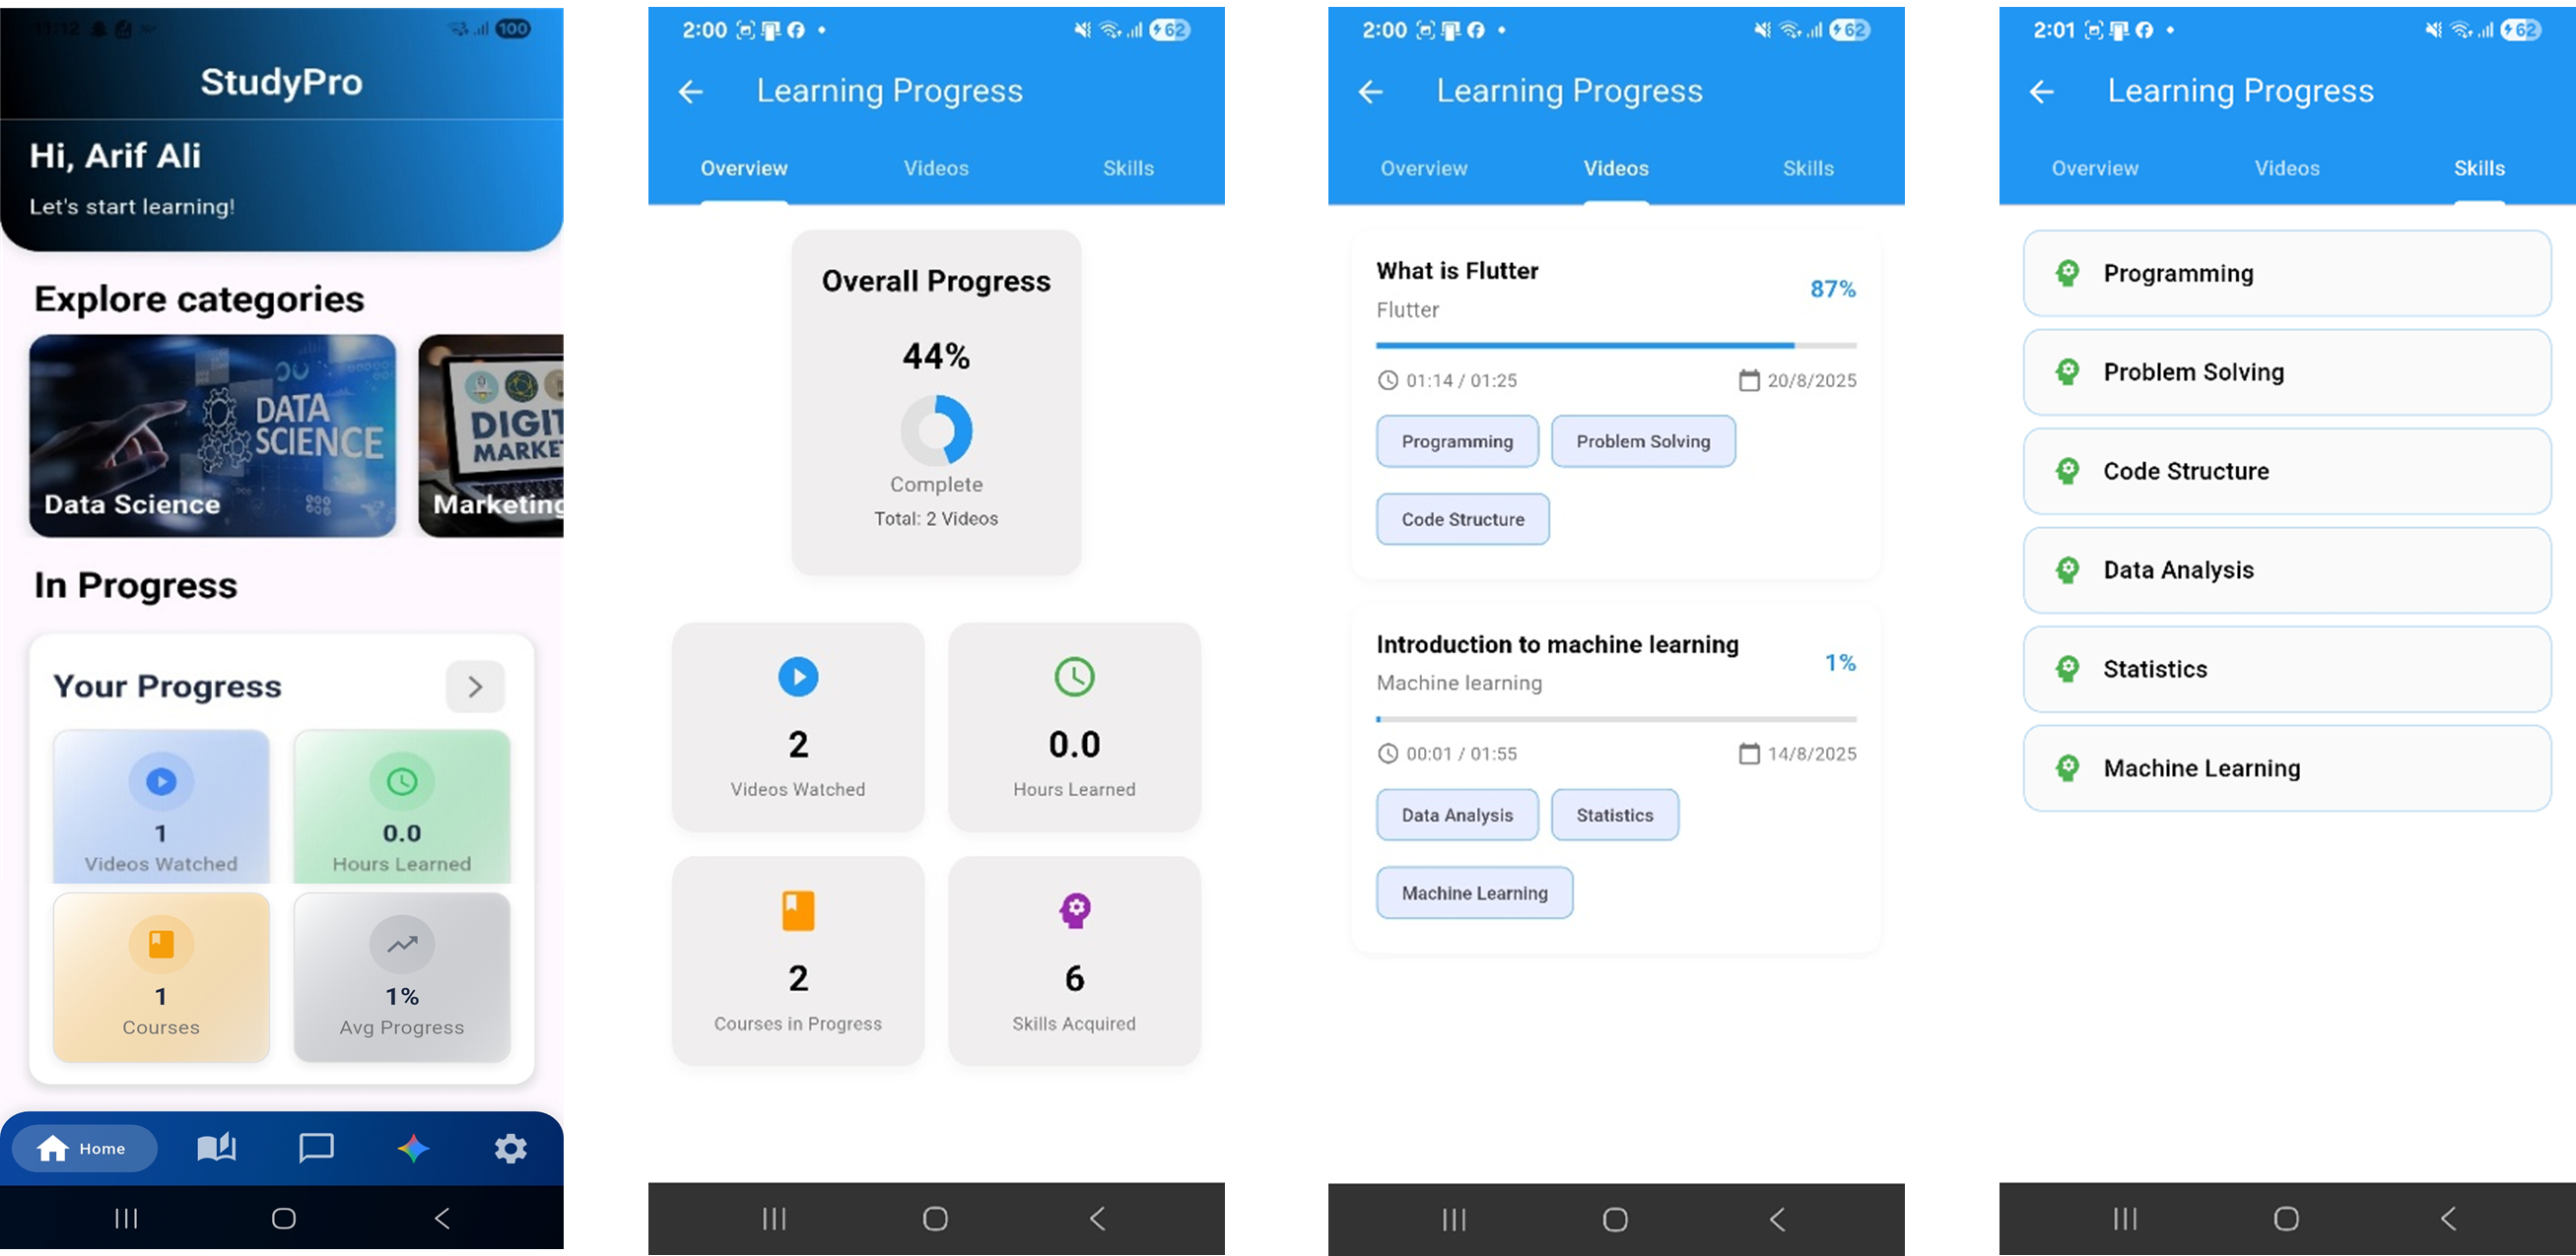 11:12
100
StudyPro
Hi, Arif Ali
Let's start learning!
Explore categories
DATA
SCIENCE
Data Science
DIGIT
MARKE
Marketing
In Progress
Your Progress
1
Videos Watched
0.0
Hours Learned
1
Courses
1%
Avg Progress
Home
2:00
62
Learning Progress
Overview Videos Skills
Overall Progress
44%
Complete
Total: 2 Videos
2
Videos Watched
0.0
Hours Learned
2
Courses in Progress
6
Skills Acquired
2:00
62
Learning Progress
Overview Videos Skills
What is Flutter
87%
Flutter
01:14 / 01:25 20/8/2025
Programming Problem Solving
Code Structure
Introduction to machine learning
1%
Machine learning
00:01 / 01:55 14/8/2025
Data Analysis Statistics
Machine Learning
2:01
62
Learning Progress
Overview Videos Skills
Programming
Problem Solving
Code Structure
Data Analysis
Statistics
Machine Learning